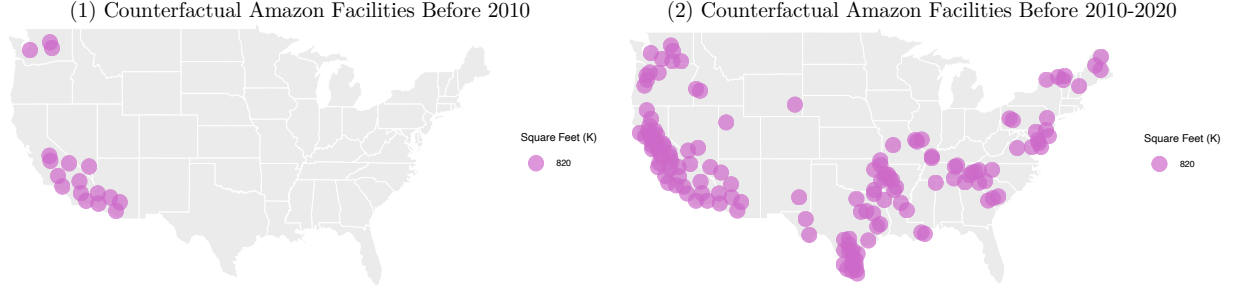 (1) Counterfactual Amazon Facilities Before 2010
(2) Counterfactual Amazon Facilities Before 2010-2020
Square Feet (K)
820
Square Feet (K)
820